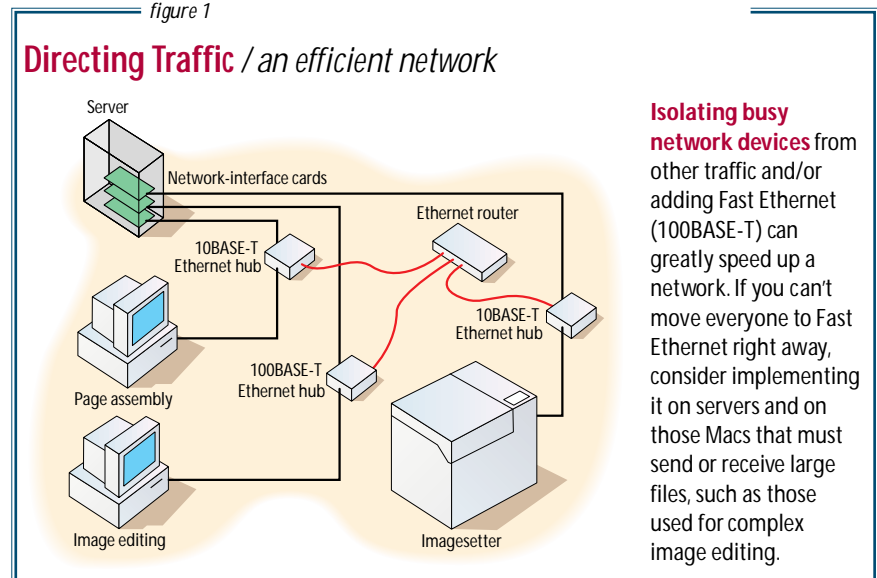 figure 1
Directing Traffic / an efficient network
Server
Network-interface cards
Ethernet router
10BASE-T
Ethernet hub
10BASE-T
Ethernet hub
100BASE-T
Ethernet hub
Page assembly
Image editing
Imagesetter
Isolating busy
network devices from
other traffic and/or
adding Fast Ethernet
(100BASE-T) can
greatly speed up a
network. If you can't
move everyone to Fast
Ethernet right away,
consider implementing
it on servers and on
those Macs that must
send or receive large
files, such as those
used for complex
image editing.